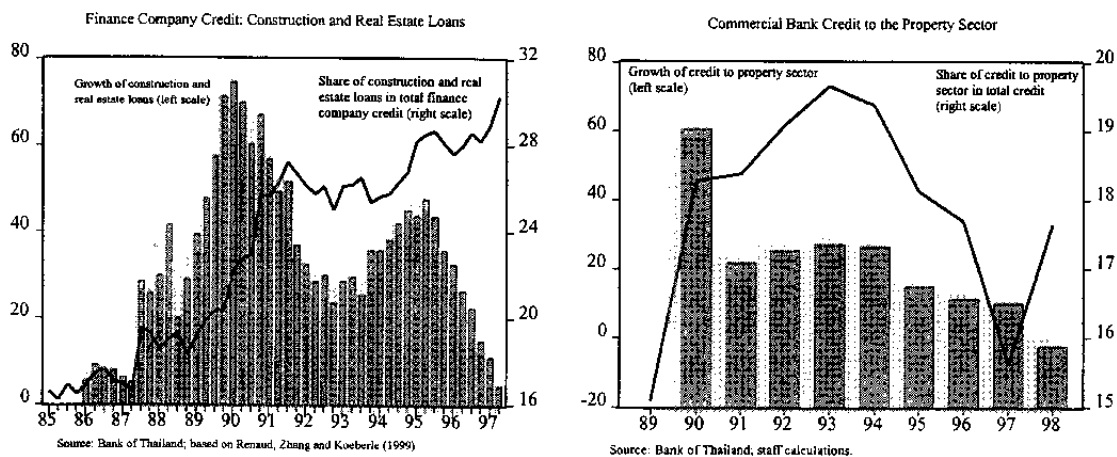 Finance Company Credit: Construction and Real Estate Loans
80
60
40
20
0
32
28
24
20
16
Growth of construction and
real estate loans (left scale)
Share of construction and real
estate loans in total finance
company credit (right scale)
85 86 87 88 89 90 91 92 93 94 95 96 97
Source: Bank of Thailand; based on Renaud, Zhang and Koeberle (1999)
Commercial Bank Credit to the Property Sector
80
60
40
20
0
-20
20
19
18
17
16
15
Growth of credit to property sector
(left scale)
Share of credit to property
sector in total credit
(right scale)
89 90 91 92 93 94 95 96 97 98
Source: Bank of Thailand; staff calculations.